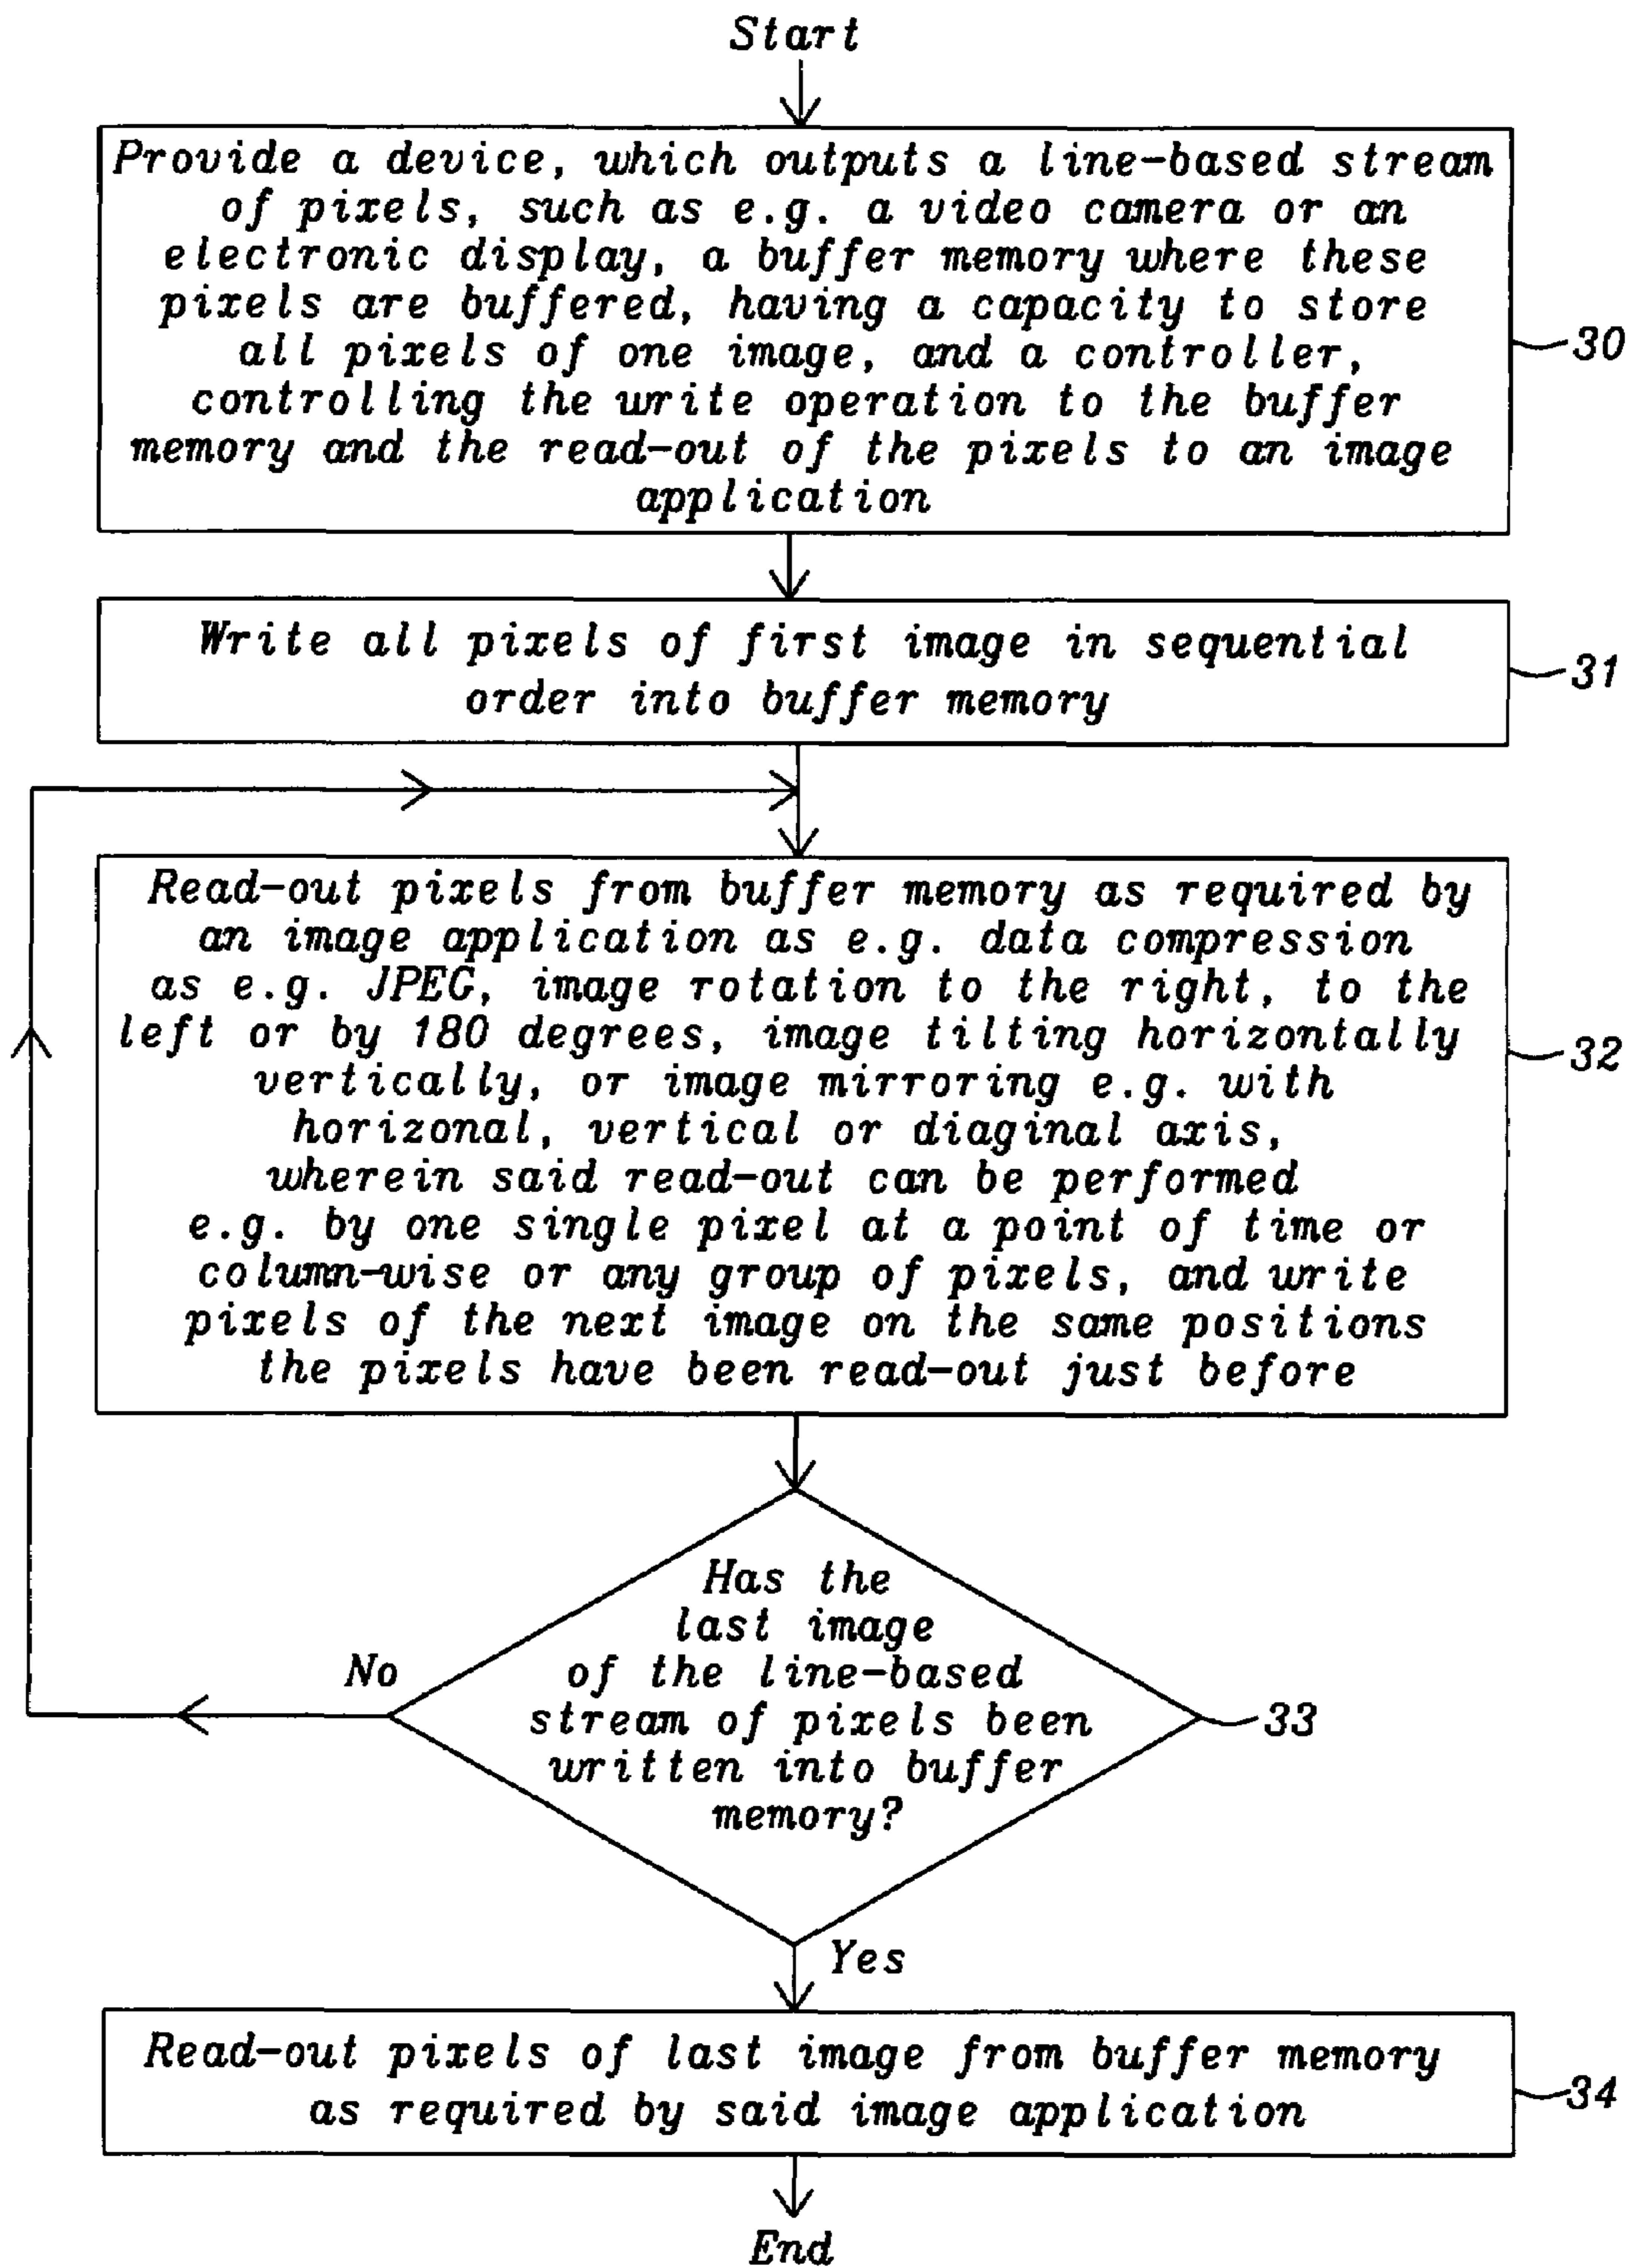 Start
Provide a device, which outputs a line-based stream
of pixels, such as e.g. a video camera or an
electronic display, a buffer memory where these
pixels are buffered, having a capacity to store
all pixels of one image, and a controller,
controlling the write operation to the buffer
memory and the read-out of the pixels to an image
application
30
Write all pixels of first image in sequential
order into buffer memory
31
Read-out pixels from buffer memory as required by
an image application as e.g. data compression
as e.g. JPEG, image rotation to the right, to the
left or by 180 degrees, image tilting horizontally
vertically, or image mirroring e.g. with
horizonal, vertical or diaginal axis,
wherein said read-out can be performed
e.g. by one single pixel at a point of time or
column-wise or any group of pixels, and write
pixels of the next image on the same positions
the pixels have been read-out just before
32
Has the
last image
of the line-based
stream of pixels been
written into buffer
memory?
No
33
Yes
Read-out pixels of last image from buffer memory
as required by said image application
34
End